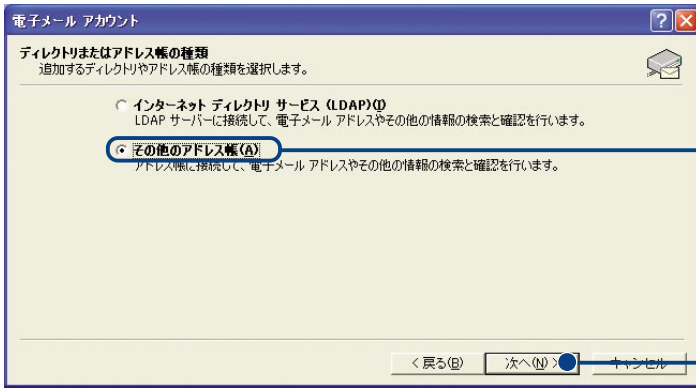 電子メール アカウント
ディレクトリまたはアドレス帳の種類
追加するディレクトリやアドレス帳の種類を選択します。
インターネット ディレクトリ サービス (LDAP)(I)
LDAP サーバーに接続して、電子メール アドレスやその他の情報の検索と確認を行います。
その他のアドレス帳(A)
アドレス帳に接続して、電子メール アドレスやその他の情報の検索と確認を行います。
< 戻る(B) 次へ(N) > キャンセル